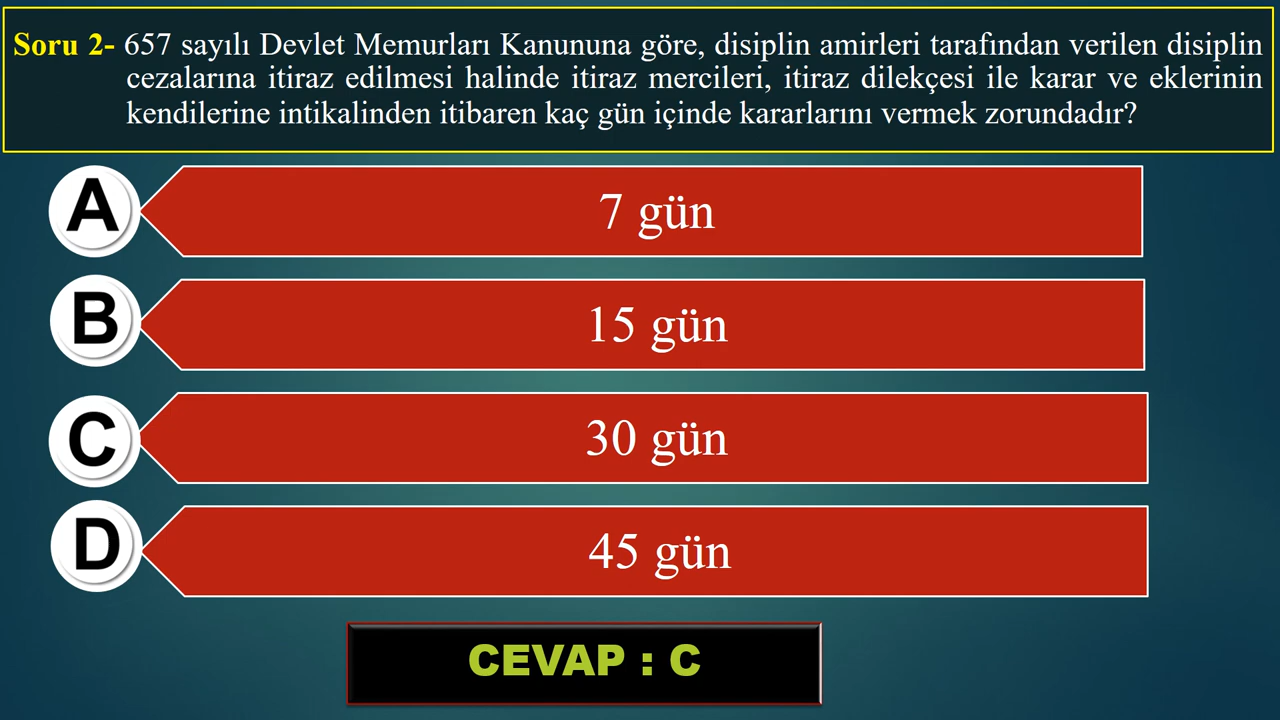 Soru 2- 657 sayılı Devlet Memurları Kanununa göre, disiplin amirleri tarafından verilen disiplin
cezalarına itiraz edilmesi halinde itiraz mercileri, itiraz dilekçesi ile karar ve eklerinin
kendilerine intikalinden itibaren kaç gün içinde kararlarını vermek zorundadır?
A 7 gün
B 15 gün
C 30 gün
D 45 gün
CEVAP : C